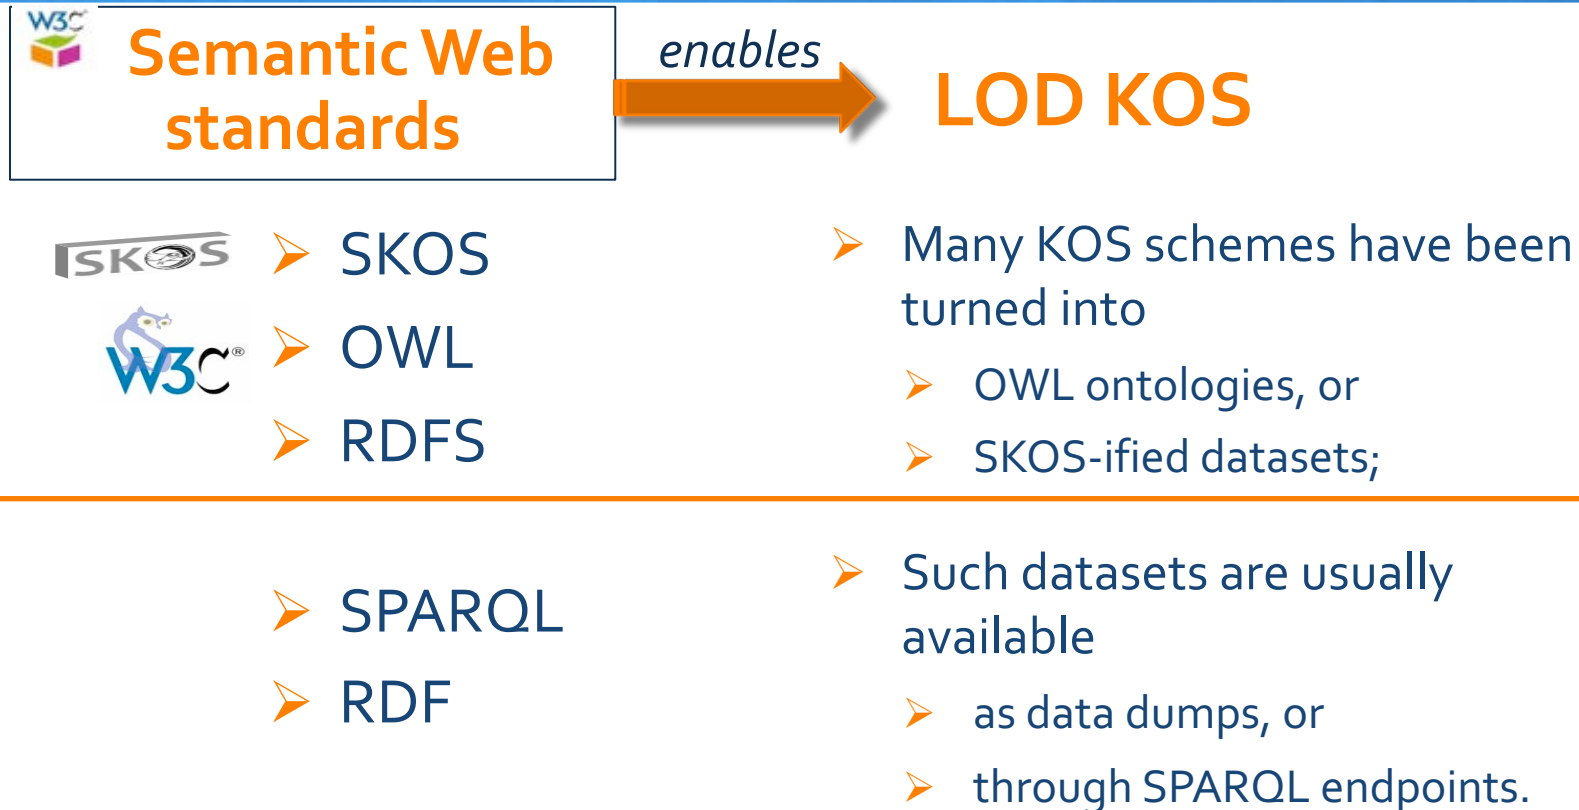 W3C
Semantic Web
standards
enables
LOD KOS
SKOS
➢ SKOS
W3C®
➢ OWL
➢ RDFS
➢ Many KOS schemes have been
turned into
➢ OWL ontologies, or
➢ SKOS-ified datasets;
➢ SPARQL
➢ RDF
➢ Such datasets are usually
available
➢ as data dumps, or
➢ through SPARQL endpoints.